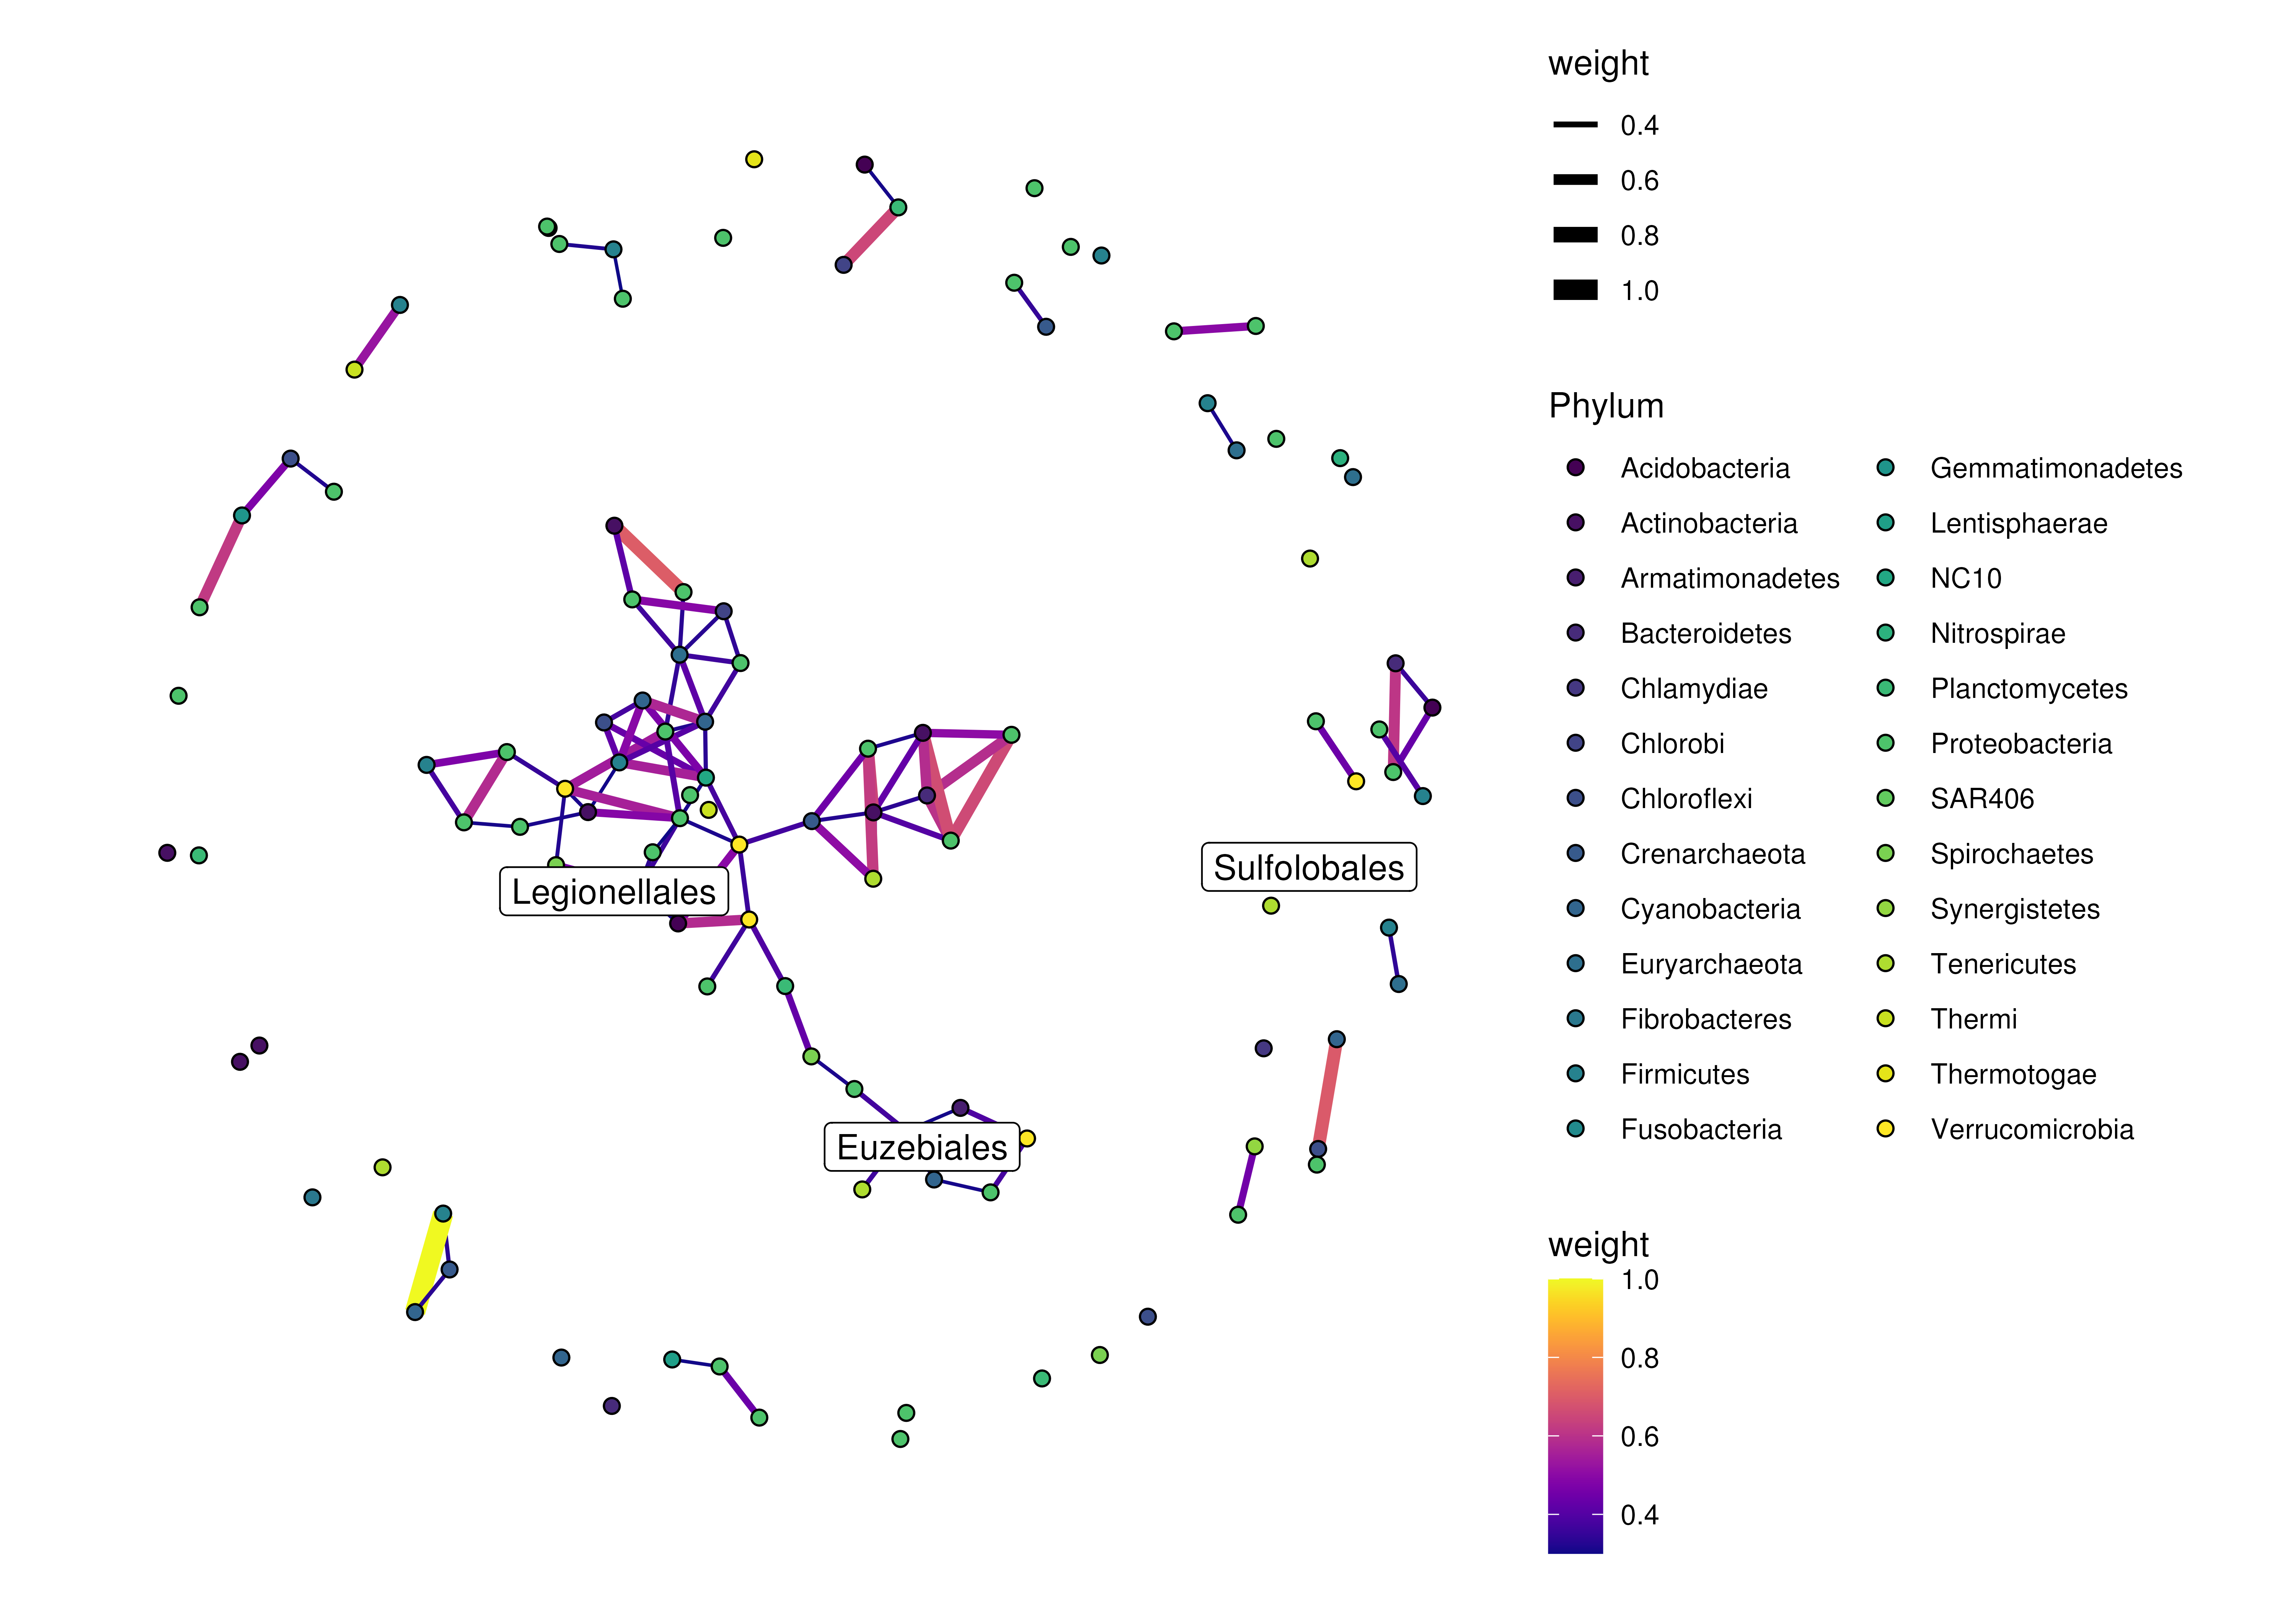 weight
0.4
0.6
0.8
1.0
Phylum
Acidobacteria
Actinobacteria
Armatimonadetes
Bacteroidetes
Chlamydiae
Chlorobi
Chloroflexi
Crenarchaeota
Cyanobacteria
Euryarchaeota
Fibrobacteres
Firmicutes
Fusobacteria
Gemmatimonadetes
Lentisphaerae
NC10
Nitrospirae
Planctomycetes
Proteobacteria
SAR406
Spirochaetes
Synergistetes
Tenericutes
Thermi
Thermotogae
Verrucomicrobia
weight
1.0
0.8
0.6
0.4
Sulfolobales
Legionellales
Euzebiales